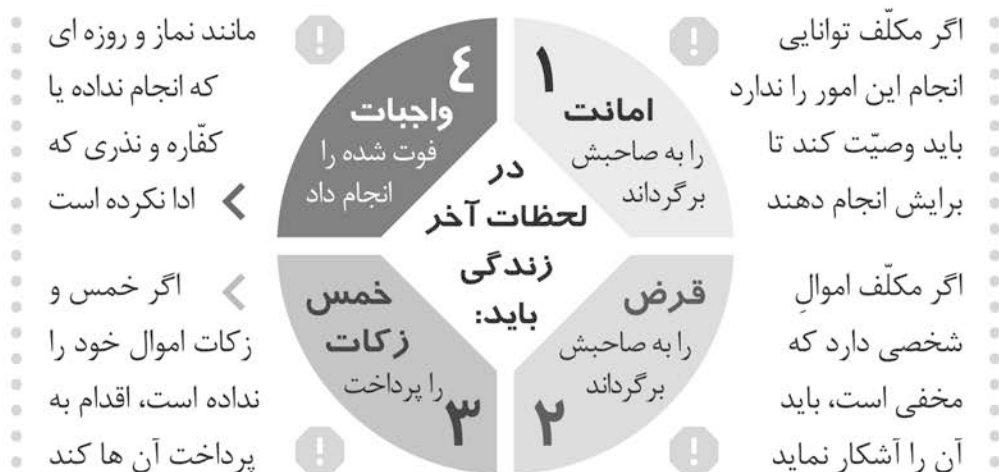 اگر مکلّف توانایی
انجام این امور را ندارد
باید وصیّت کند تا
برایش انجام دهند
اگر مکلّف اموالِ
شخصی دارد که
مخفی است، باید
آن را آشکار نماید
در
لحظات آخر
زندگی
باید:
۱
امانت
را به صاحبش
برگرداند
۲
قرض
را به صاحبش
برگرداند
۳
خمس
زکات
را پرداخت
٤
واجبات
فوت شده را
انجام داد
مانند نماز و روزه ای
که انجام نداده یا
کفّاره و نذری که
ادا نکرده است
اگر خمس و
زکات اموال خود را
نداده است، اقدام به
پرداخت آن ها کند